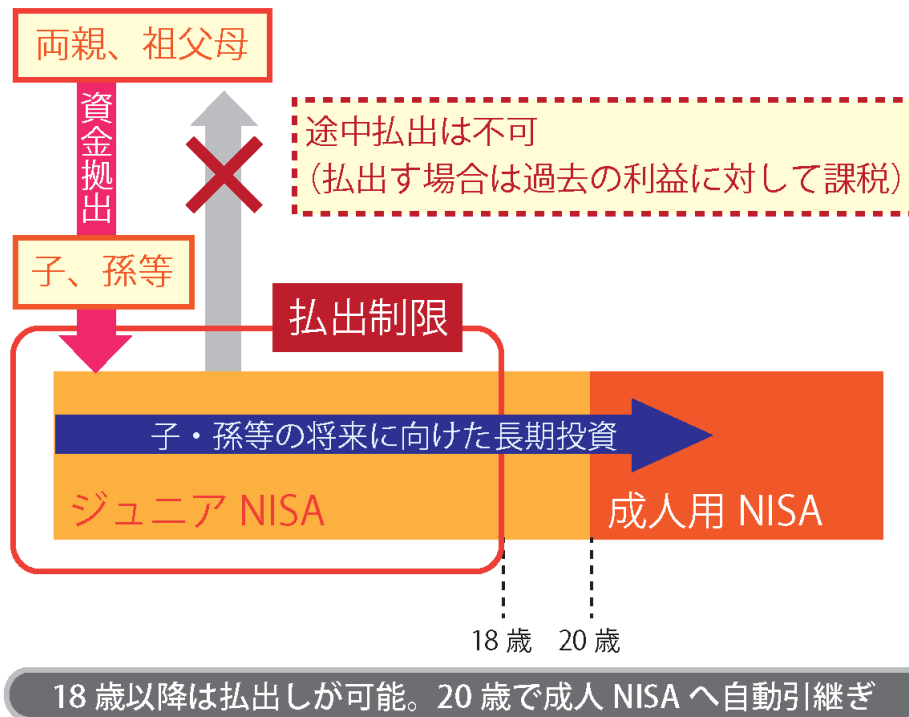 両親、祖父母
資金拠出
途中払出は不可
(払出す場合は過去の利益に対して課税)
子、孫等
払出制限
子・孫等の将来に向けた長期投資
ジュニア NISA
成人用 NISA
18 歳
20 歳
18 歳以降は払出しが可能。20 歳で成人 NISA へ自動引継ぎ